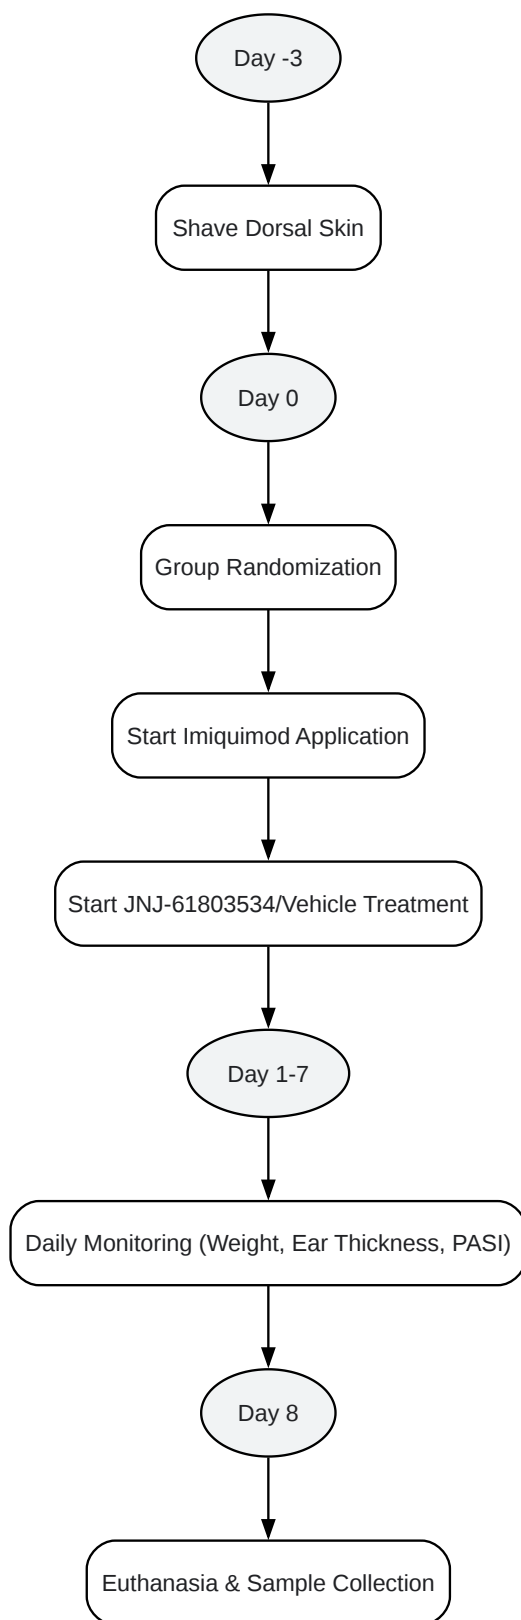 Day -3
Shave Dorsal Skin
Day 0
Group Randomization
Start Imiquimod Application
Start JNJ-61803534/Vehicle Treatment
Day 1-7
Daily Monitoring (Weight, Ear Thickness, PASI)
Day 8
Euthanasia & Sample Collection